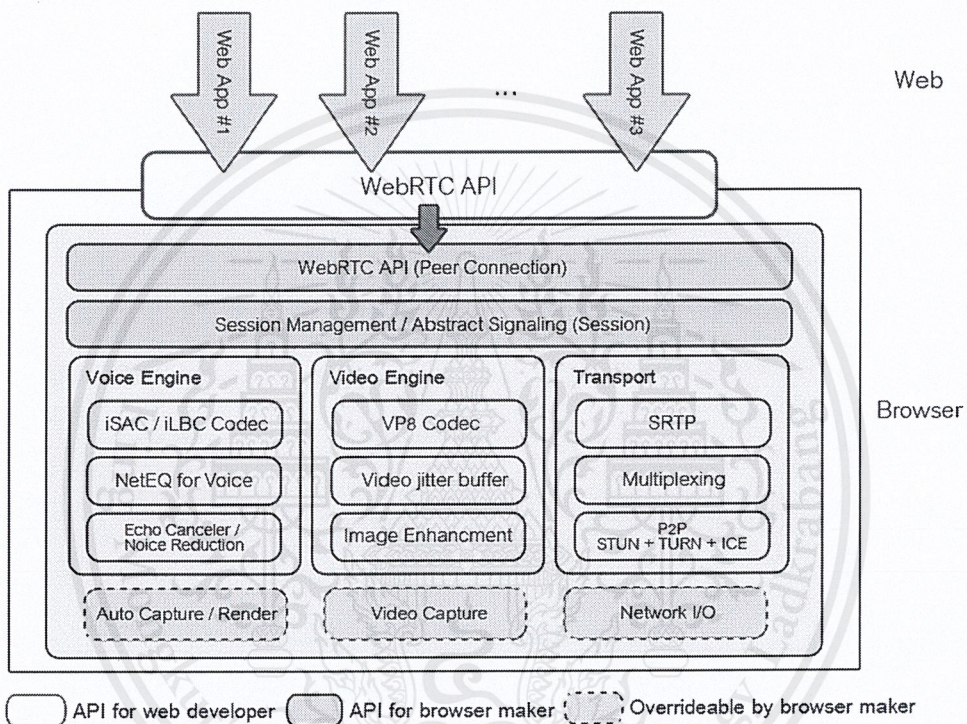 Web App #1
Web App #2
...
Web App #3
Web
WebRTC API
WebRTC API (Peer Connection)
Session Management / Abstract Signaling (Session)
Voice Engine
iSAC / iLBC Codec
NetEQ for Voice
Echo Canceler /
Noice Reduction
Auto Capture / Render
Video Engine
VP8 Codec
Video jitter buffer
Image Enhancment
Video Capture
Transport
SRTP
Multiplexing
P2P
STUN + TURN + ICE
Network I/O
Browser
API for web developer
API for browser maker
Overrideable by browser maker
Ladkrabang